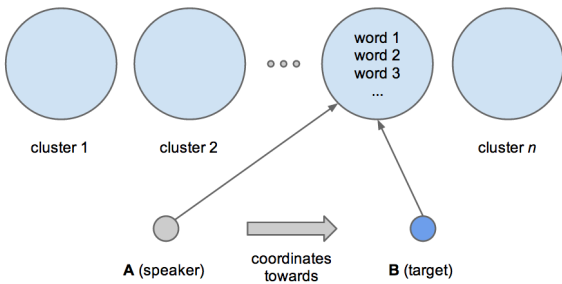 word 1
word 2
word 3
...
cluster 1
cluster 2
cluster n
A (speaker)
coordinates
towards
B (target)